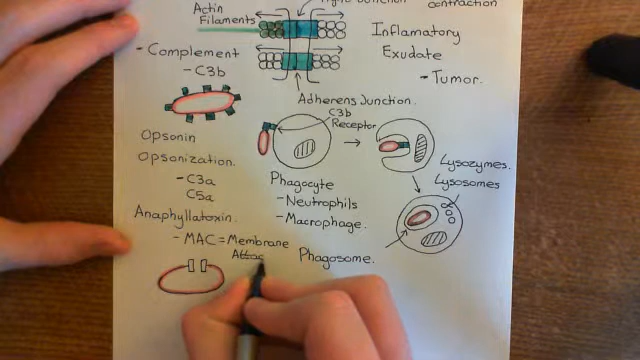 Actin
Filaments
contraction
Inflamatory
Exudate
- Tumor.
- Complement
- C3b
Adherens Junction.
C3b
Receptor
Opsonin
Opsonization.
- C3a
C5a
Anaphyllatoxin.
- MAC = Membrane
Attac
Phagocyte
- Neutrophils
- Macrophage.
Lysozymes.
Lysosomes
Phagosome.